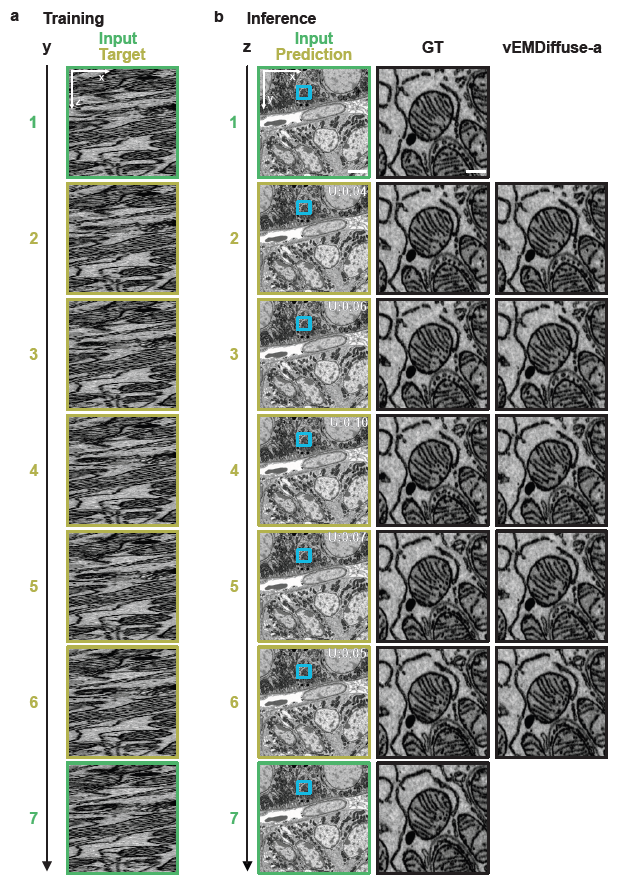 a Training
b Inference
y
Input
Target
z
Input
Prediction
GT
vEMDiffuse-a
x
z
x
1
1
2
2
U:0.04
3
3
U:0.06
4
4
U:0.10
5
5
U:0.07
6
6
U:0.05
7
7